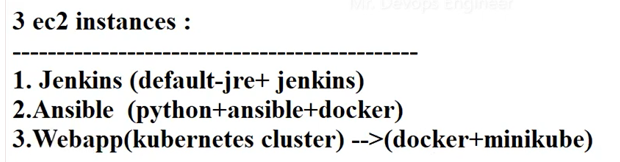 Mr. Devops Engineer
3 ec2 instances :
----------------------------------------------
1. Jenkins (default-jre+ jenkins)
2.Ansible  (python+ansible+docker)
3.Webapp(kubernetes cluster) -->(docker+minikube)